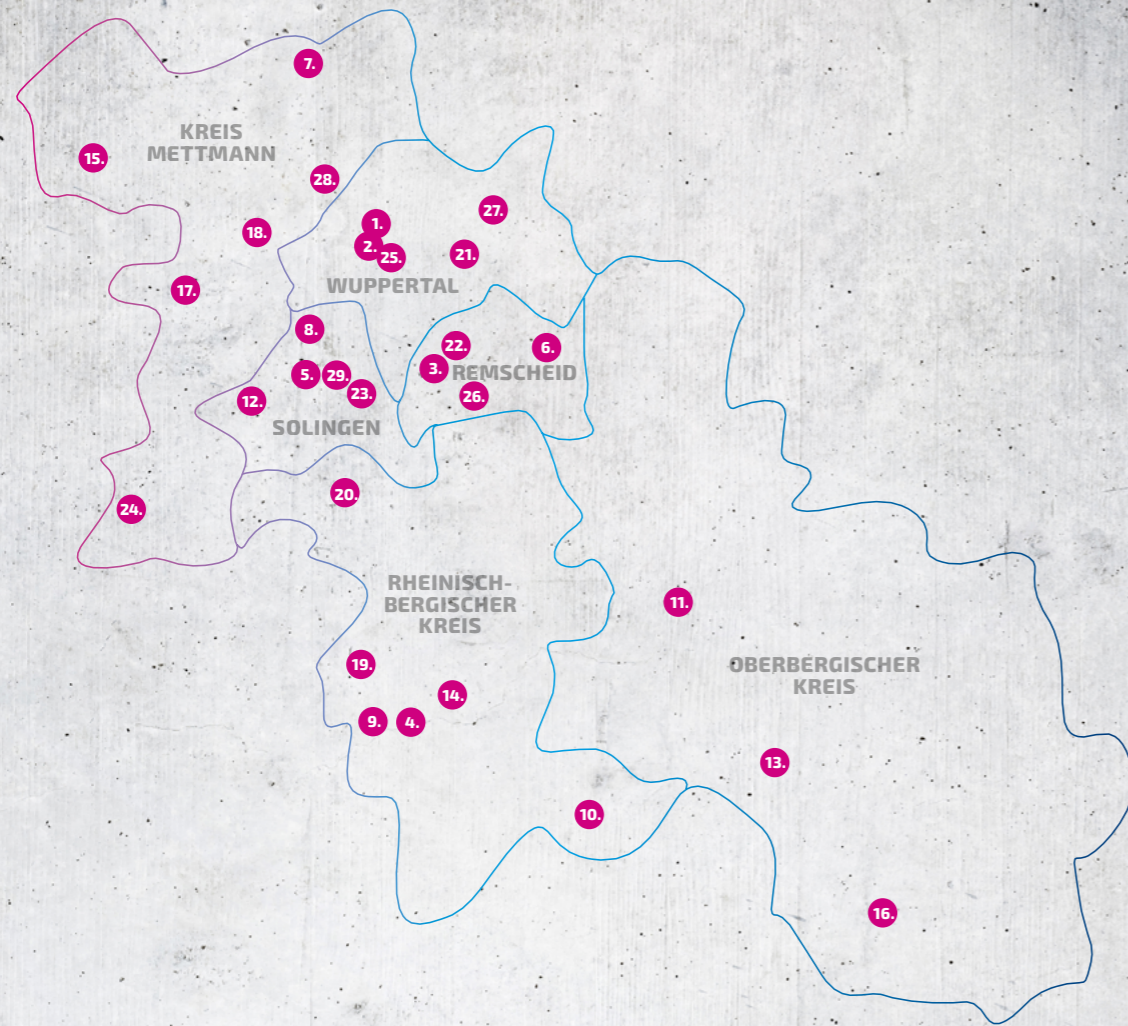 7.
KREIS
METTMANN
15.
28.
27.
1.
18.
2.
25.
21.
WUPPERTAL
17.
8.
22.
6.
3.
REMSCHEID
5.
29.
23.
26.
12.
SOLINGEN
20.
24.
RHEINISCH-
BERGISCHER
KREIS
11.
19.
OBERBERGISCHER
KREIS
14.
9.
4.
13.
10.
16.